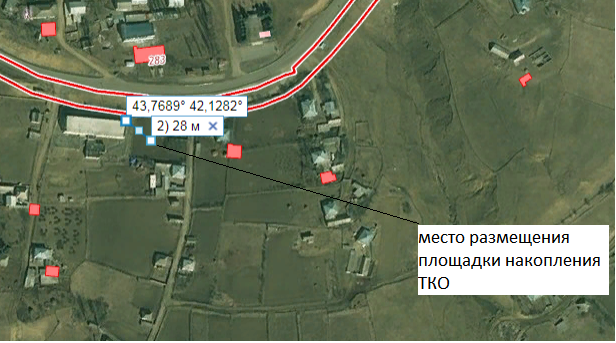 283
43,7689° 42,1282°
2) 28 м ✕
место размещения
площадки накопления
ТКО